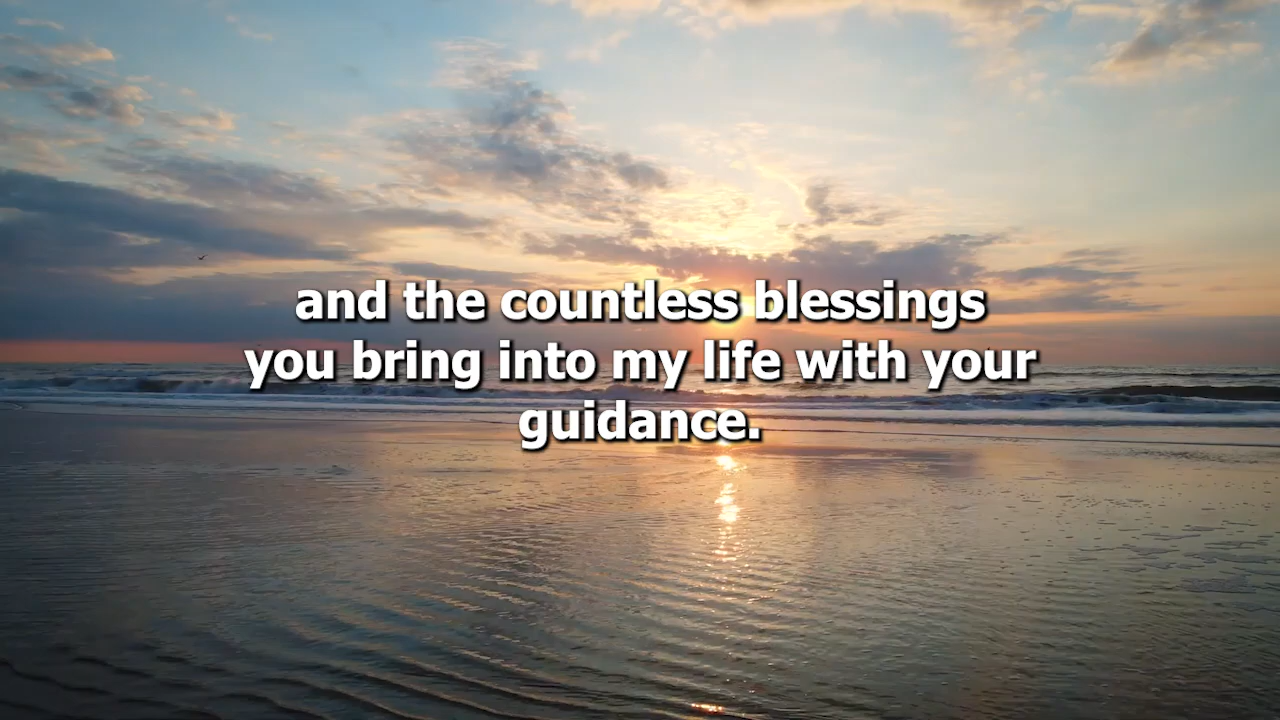 and the countless blessings
you bring into my life with your
guidance.